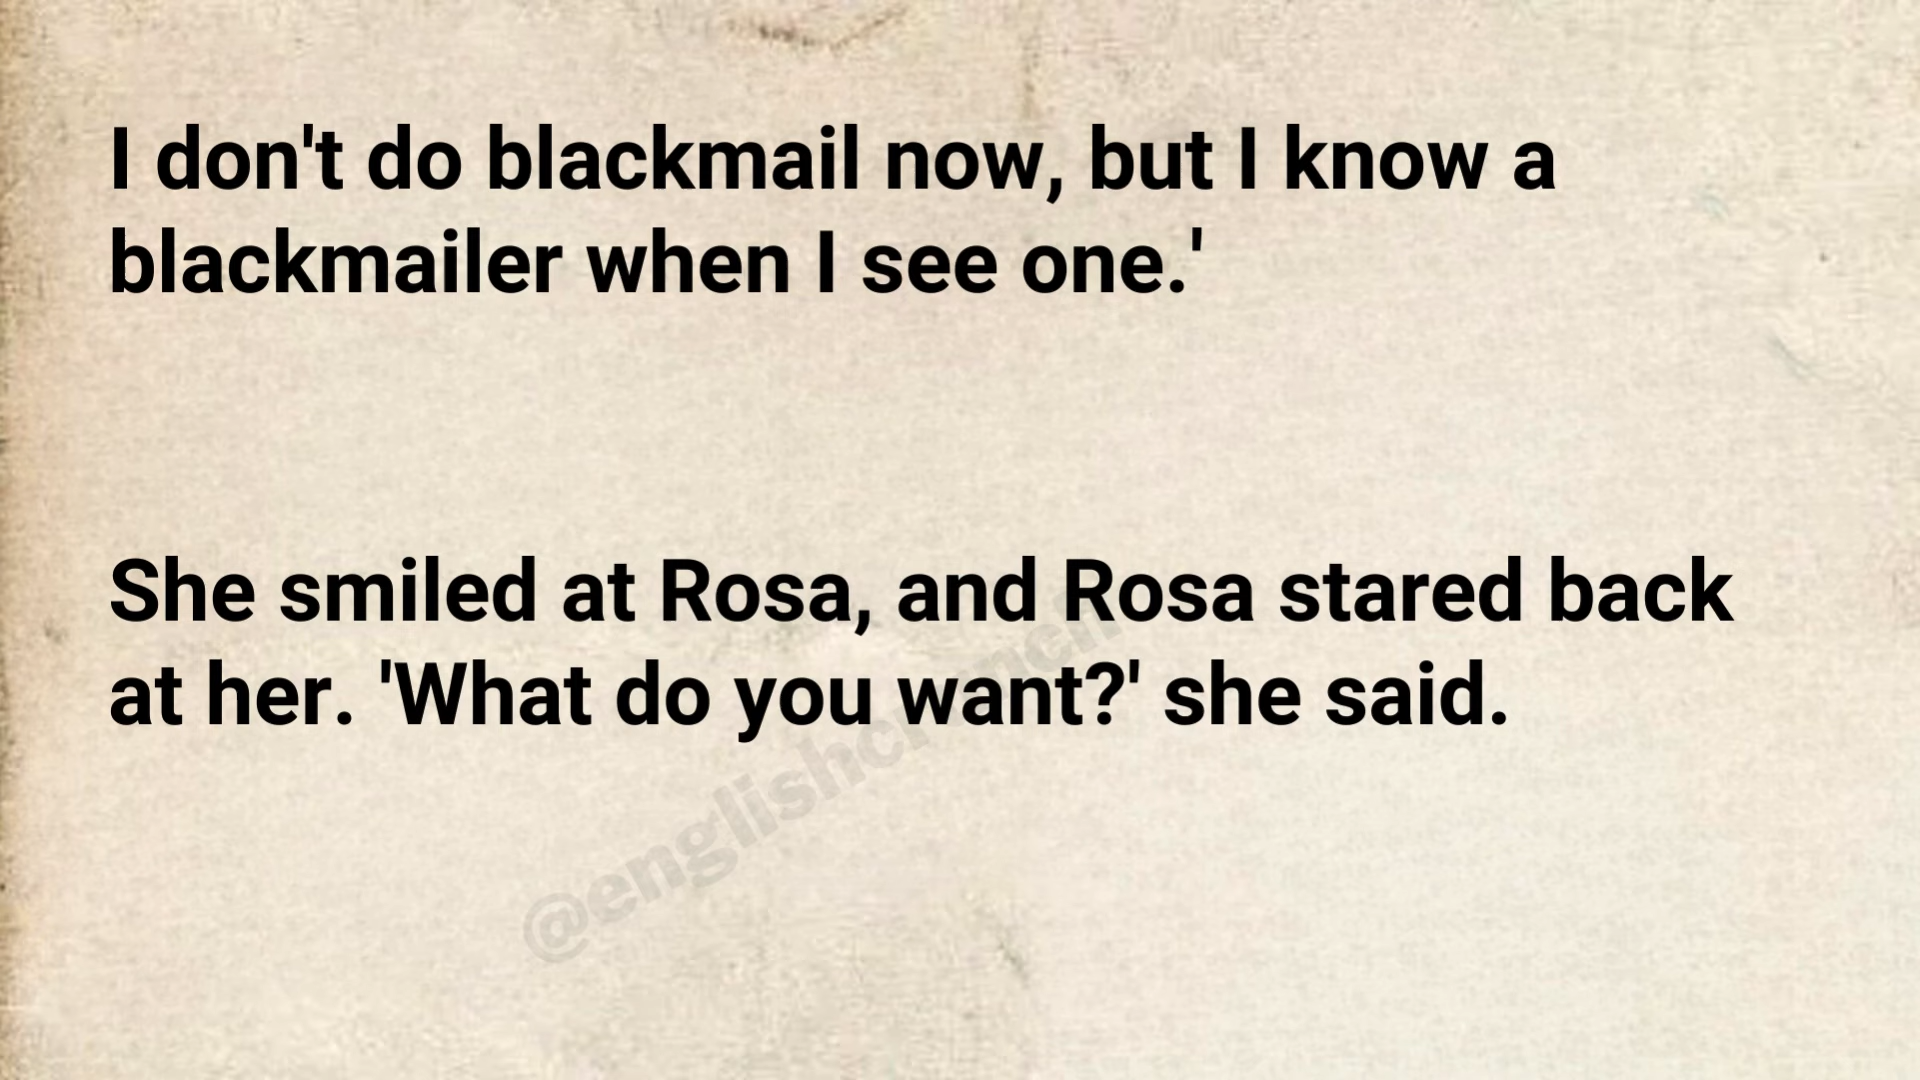 I don't do blackmail now, but I know a
blackmailer when I see one.'
She smiled at Rosa, and Rosa stared back
at her. 'What do you want?' she said.